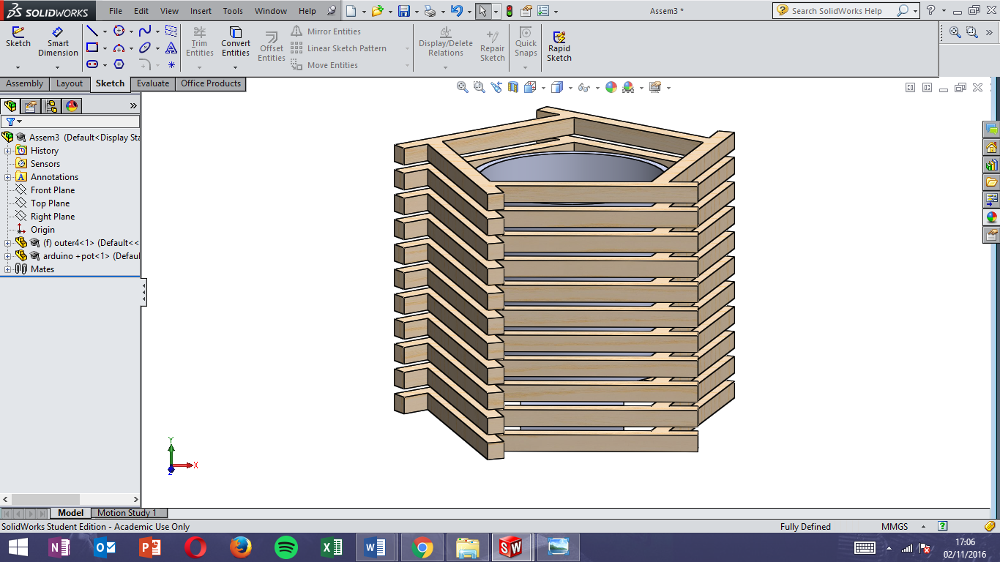 SOLIDWORKS File Edit View Insert Tools Window Help Assem3 * Search SolidWorks Help
Sketch Smart Dimension Trim Entities Convert Entities Offset Entities Mirror Entities Linear Sketch Pattern Move Entities Display/Delete Relations Repair Sketch Quick Snaps Rapid Sketch
Assembly Layout Sketch Evaluate Office Products
Assem3 (Default<Display Sta
History
Sensors
Annotations
Front Plane
Top Plane
Right Plane
Origin
(f) outer4<1> (Default<<
arduino +pot<1> (Defaul
Mates
Y
X
Z
Model Motion Study 1
SolidWorks Student Edition - Academic Use Only Fully Defined MMGS
17:06
02/11/2016